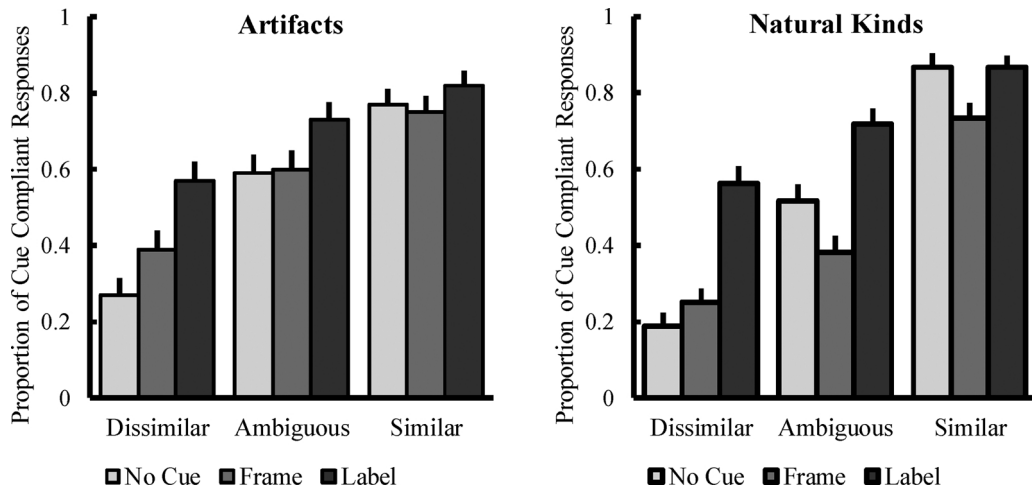 Artifacts
Proportion of Cue Compliant Responses
1
0.8
0.6
0.4
0.2
0
Dissimilar Ambiguous Similar
No Cue Frame Label
Natural Kinds
Proportion of Cue Compliant Responses
1
0.8
0.6
0.4
0.2
0
Dissimilar Ambiguous Similar
No Cue Frame Label